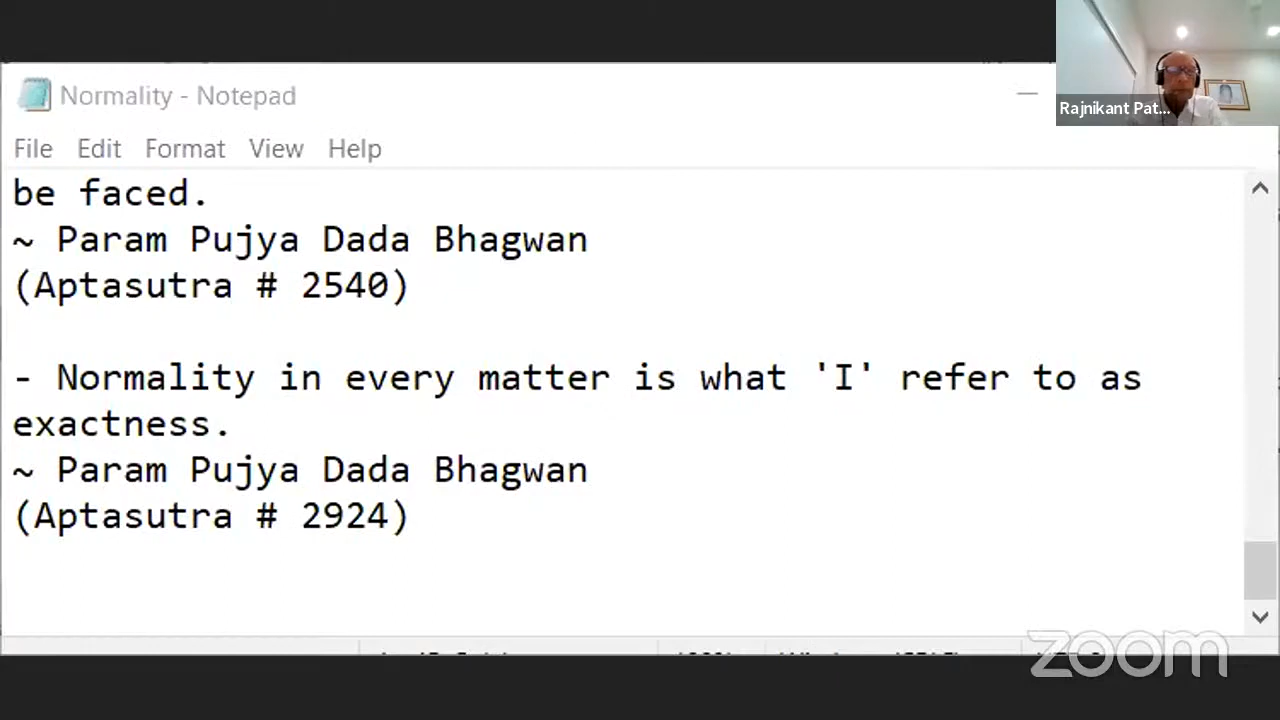 Normality - Notepad
Rajnikant Pat...
File Edit Format View Help
be faced.
~ Param Pujya Dada Bhagwan
(Aptasutra # 2540)
- Normality in every matter is what 'I' refer to as
exactness.
~ Param Pujya Dada Bhagwan
(Aptasutra # 2924)
zoom